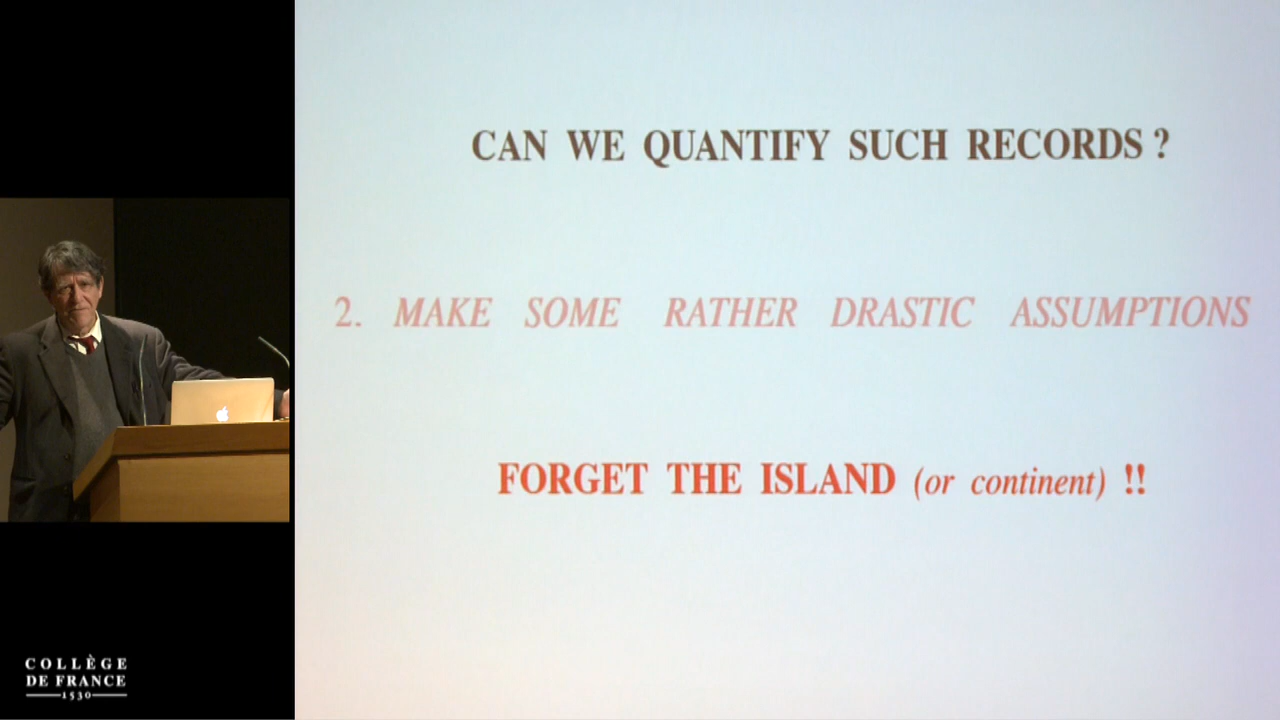 CAN WE QUANTIFY SUCH RECORDS ?
2. MAKE SOME RATHER DRASTIC ASSUMPTIONS
FORGET THE ISLAND (or continent) !!
COLLÈGE
DE FRANCE
1530